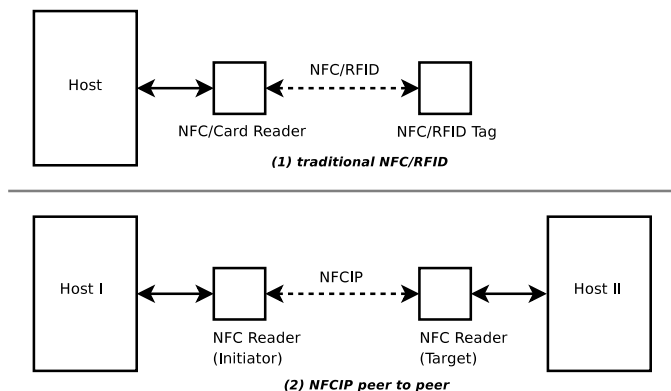 NFC/RFID
Host
NFC/Card Reader
NFC/RFID Tag
(1) traditional NFC/RFID
NFCIP
Host I
Host II
NFC Reader
(Initiator)
NFC Reader
(Target)
(2) NFCIP peer to peer